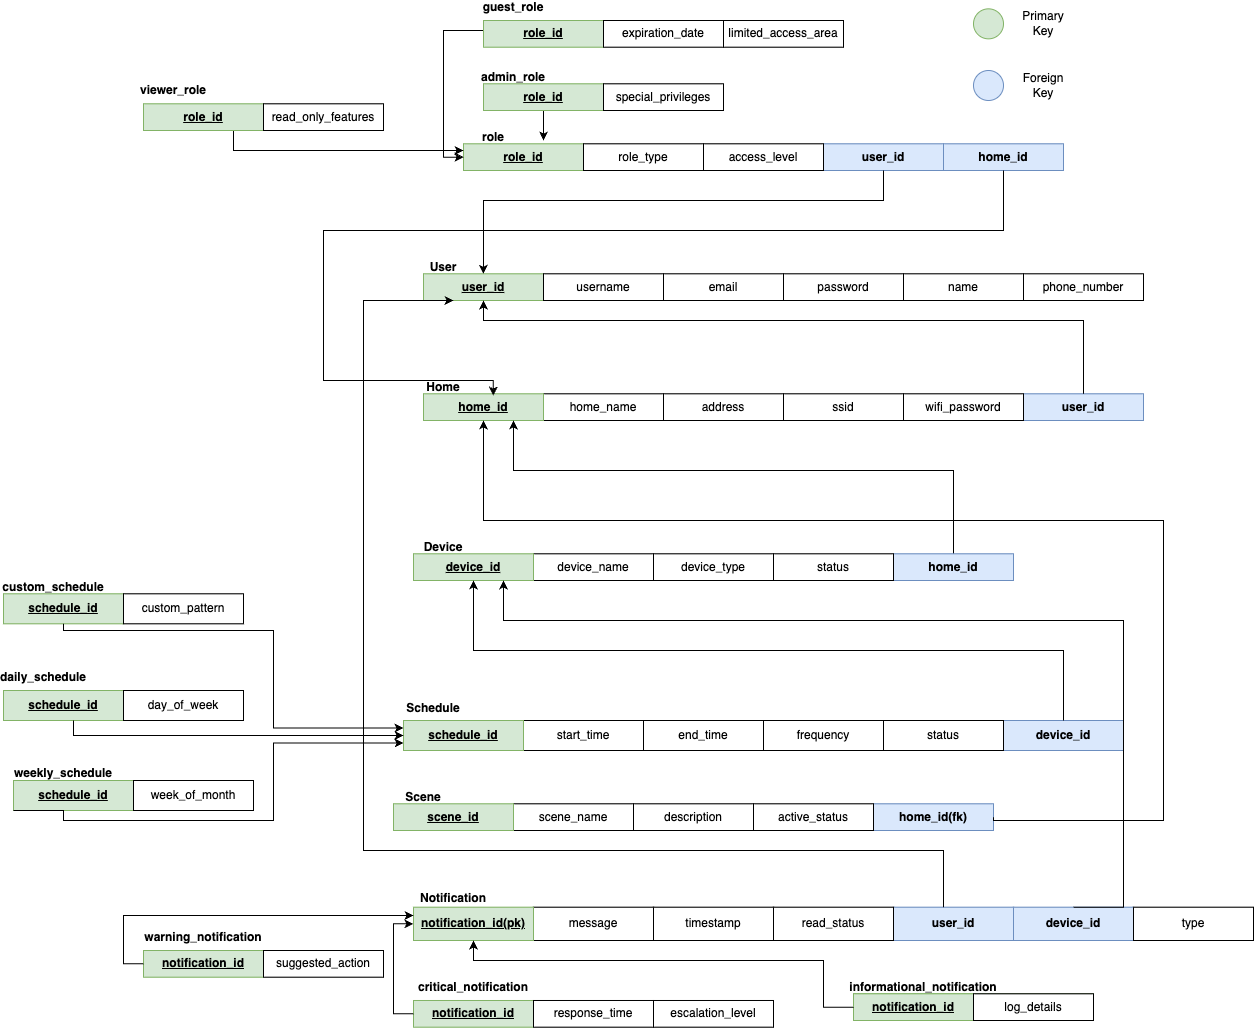 guest_role
role_id expiration_date limited_access_area
Primary
Key
admin_role
role_id special_privileges
Foreign
Key
viewer_role
role_id read_only_features
role
role_id role_type access_level user_id home_id
User
user_id username email password name phone_number
Home
home_id home_name address ssid wifi_password user_id
Device
device_id device_name device_type status home_id
custom_schedule
schedule_id custom_pattern
daily_schedule
schedule_id day_of_week
Schedule
schedule_id start_time end_time frequency status device_id
weekly_schedule
schedule_id week_of_month
Scene
scene_id scene_name description active_status home_id(fk)
Notification
notification_id(pk) message timestamp read_status user_id device_id type
warning_notification
notification_id suggested_action
critical_notification
notification_id response_time escalation_level
informational_notification
notification_id log_details